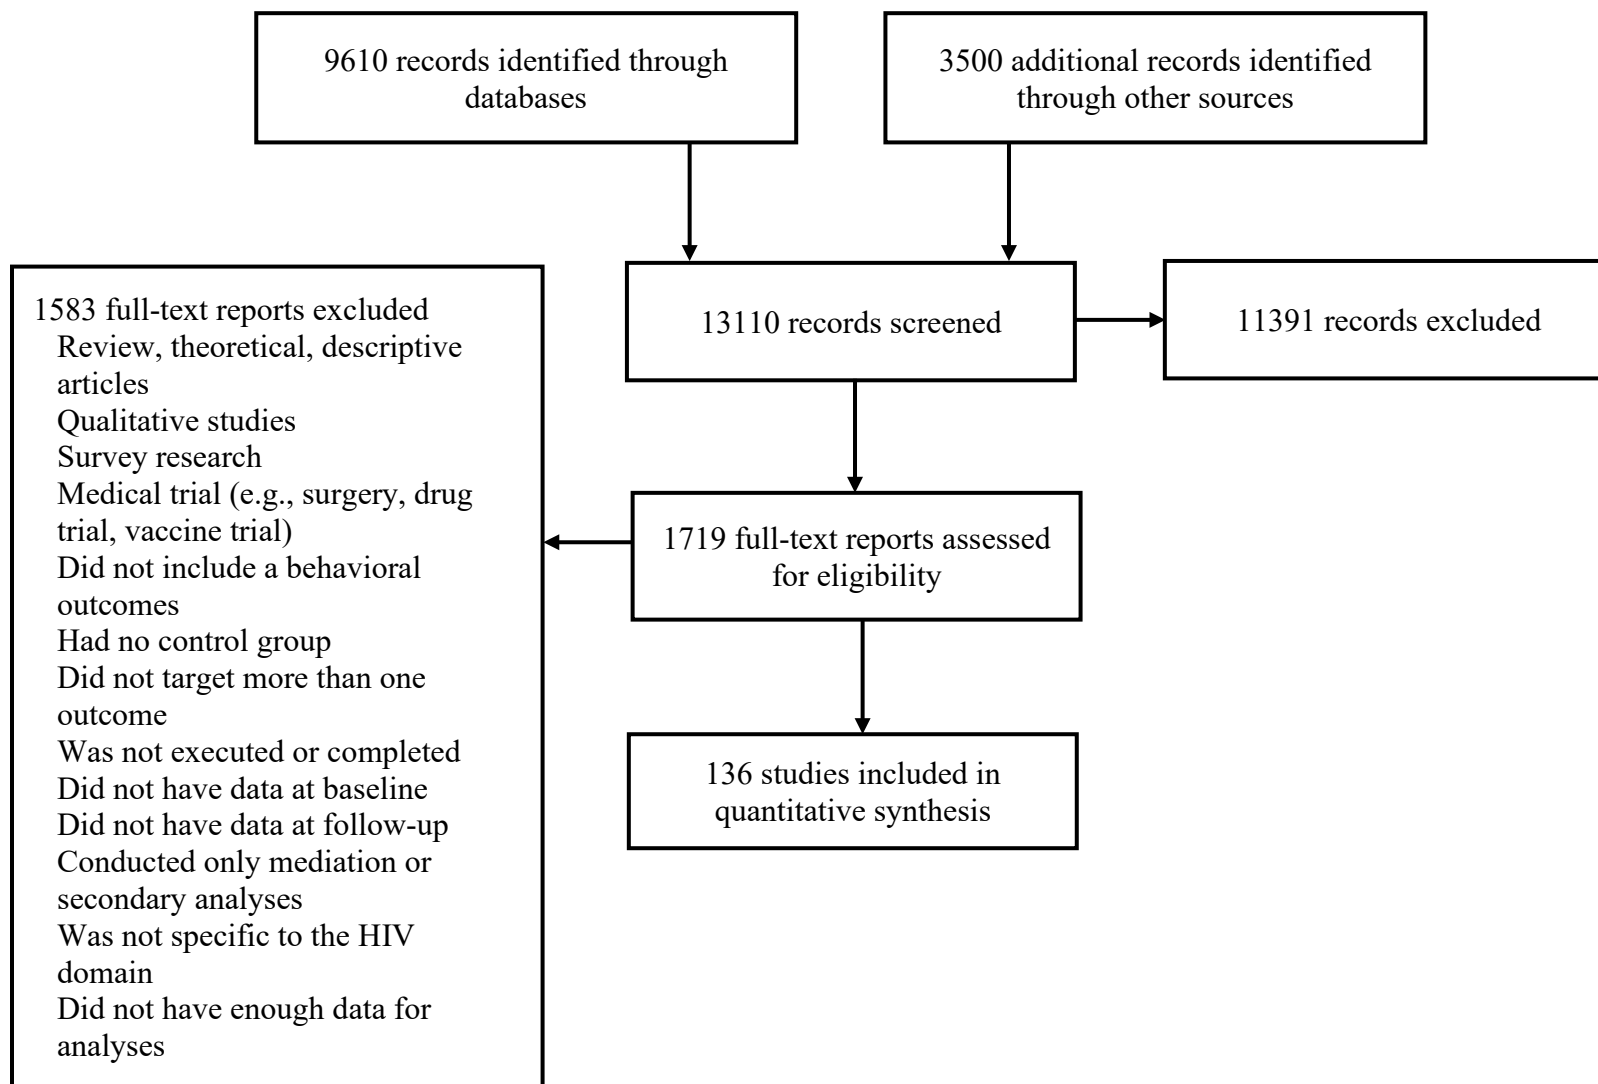 9610 records identified through
databases
3500 additional records identified
through other sources
13110 records screened
11391 records excluded
1583 full-text reports excluded
Review, theoretical, descriptive
articles
Qualitative studies
Survey research
Medical trial (e.g., surgery, drug
trial, vaccine trial)
Did not include a behavioral
outcomes
Had no control group
Did not target more than one
outcome
Was not executed or completed
Did not have data at baseline
Did not have data at follow-up
Conducted only mediation or
secondary analyses
Was not specific to the HIV
domain
Did not have enough data for
analyses
1719 full-text reports assessed
for eligibility
136 studies included in
quantitative synthesis